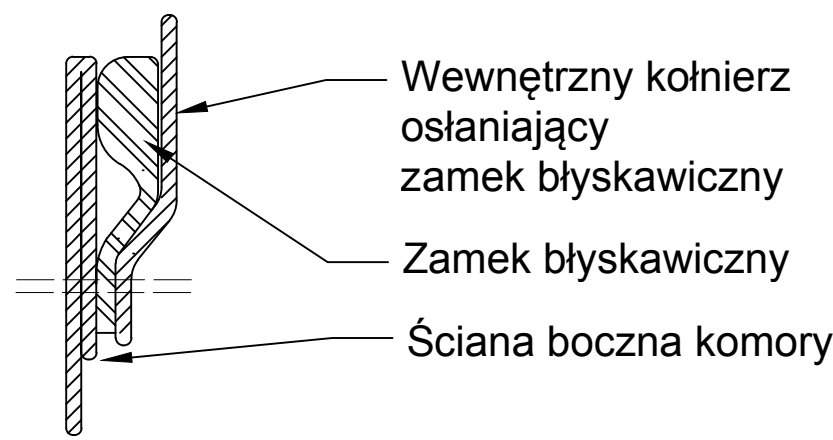 Wewnętrzny kołnierz
osłaniający
zamek błyskawiczny
Zamek błyskawiczny
Ściana boczna komory